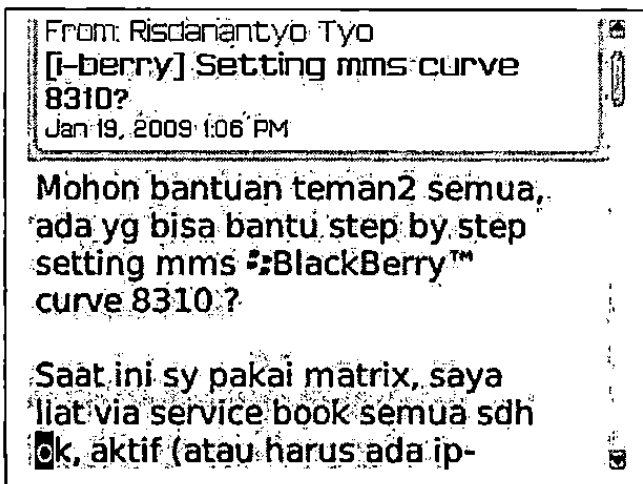 From: Risdanantyo Tyo
[i-berry] Setting mms curve
8310?
Jan 19, 2009 1:06 PM
Mohon bantuan teman2 semua,
ada yg bisa bantu step by step
setting mms BlackBerry™
curve 8310 ?
Saat ini sy pakai matrix, saya
liat via service book semua sdh
ok, aktif (atau harus ada ip-